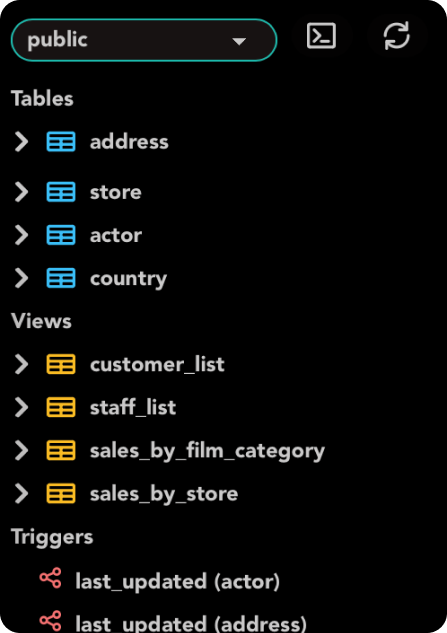 public
Tables
address
store
actor
country
Views
customer_list
staff_list
sales_by_film_category
sales_by_store
Triggers
last_updated (actor)
last_updated (address)